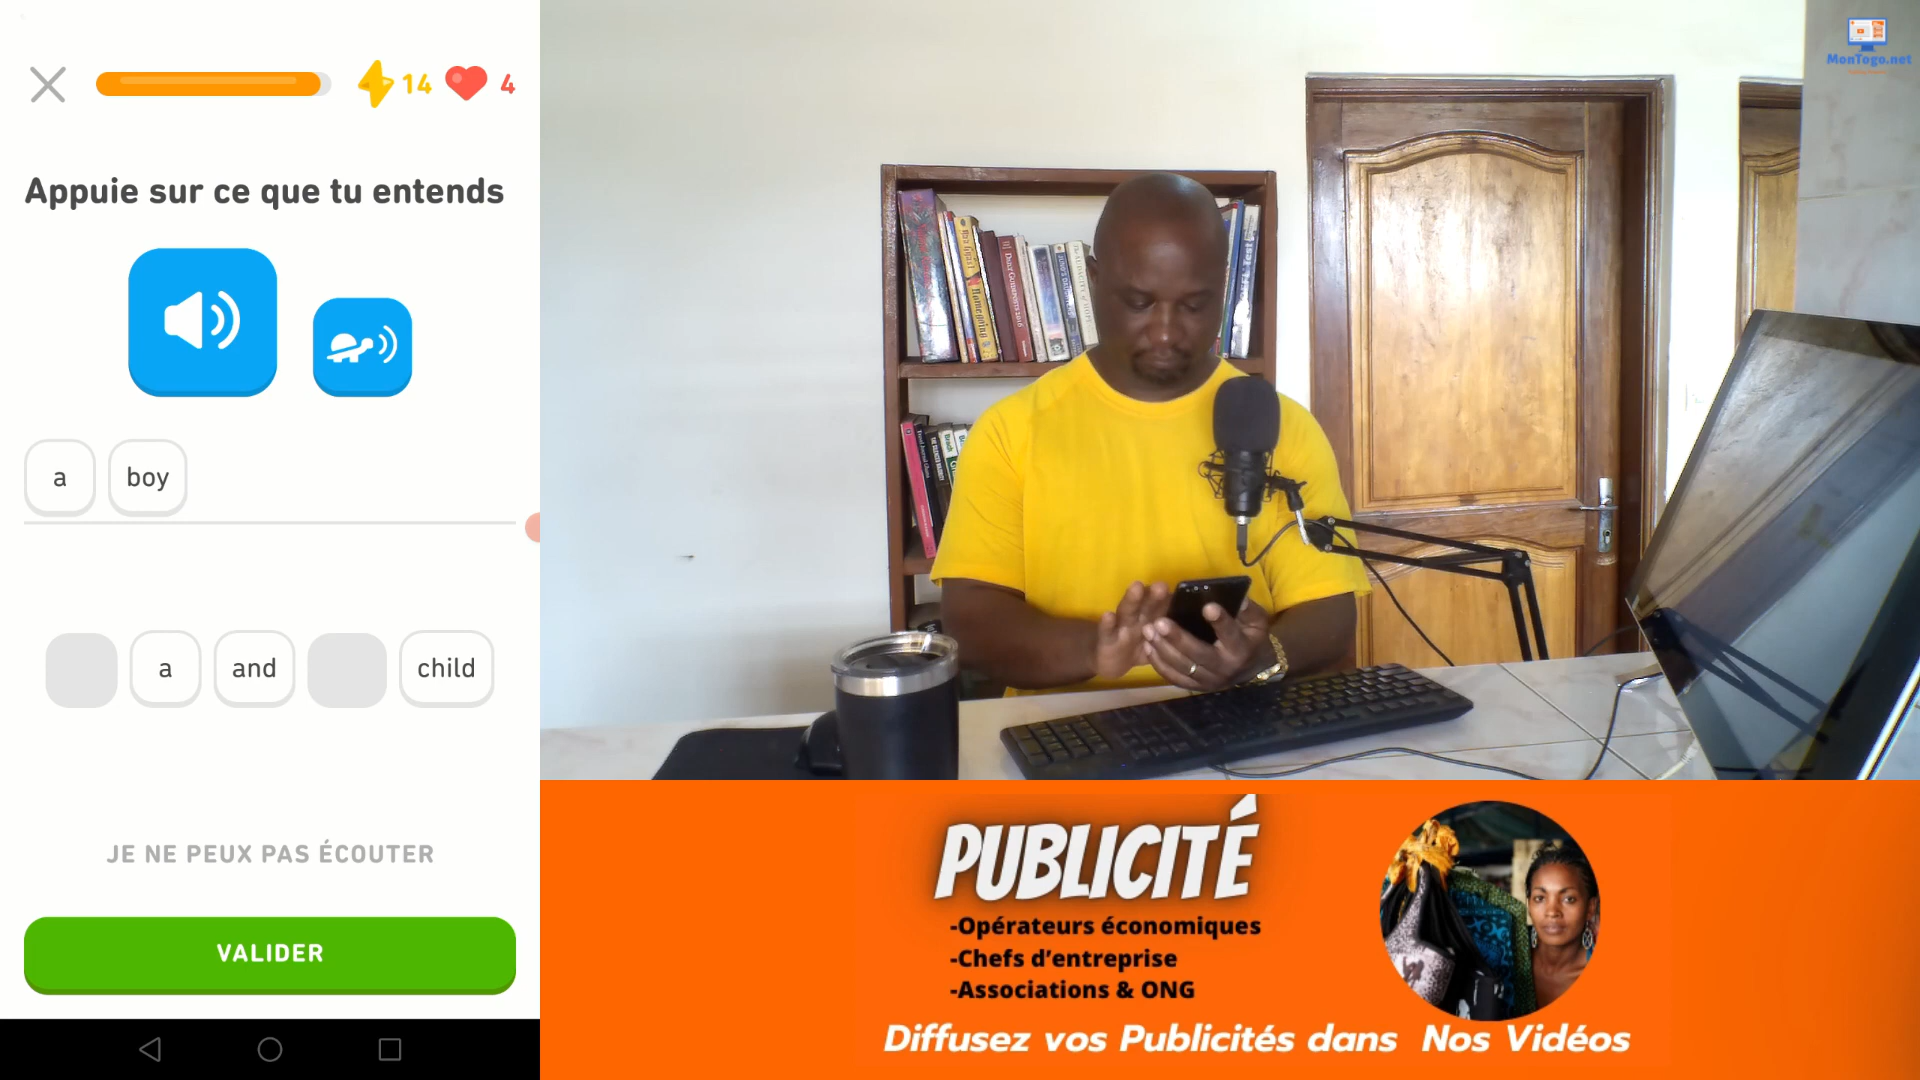 14
4
Appuie sur ce que tu entends
a
boy
a
and
child
JE NE PEUX PAS ÉCOUTER
VALIDER
MonTogo.net
PUBLICITÉ
-Opérateurs économiques
-Chefs d’entreprise
-Associations & ONG
Diffusez vos Publicités dans Nos Vidéos